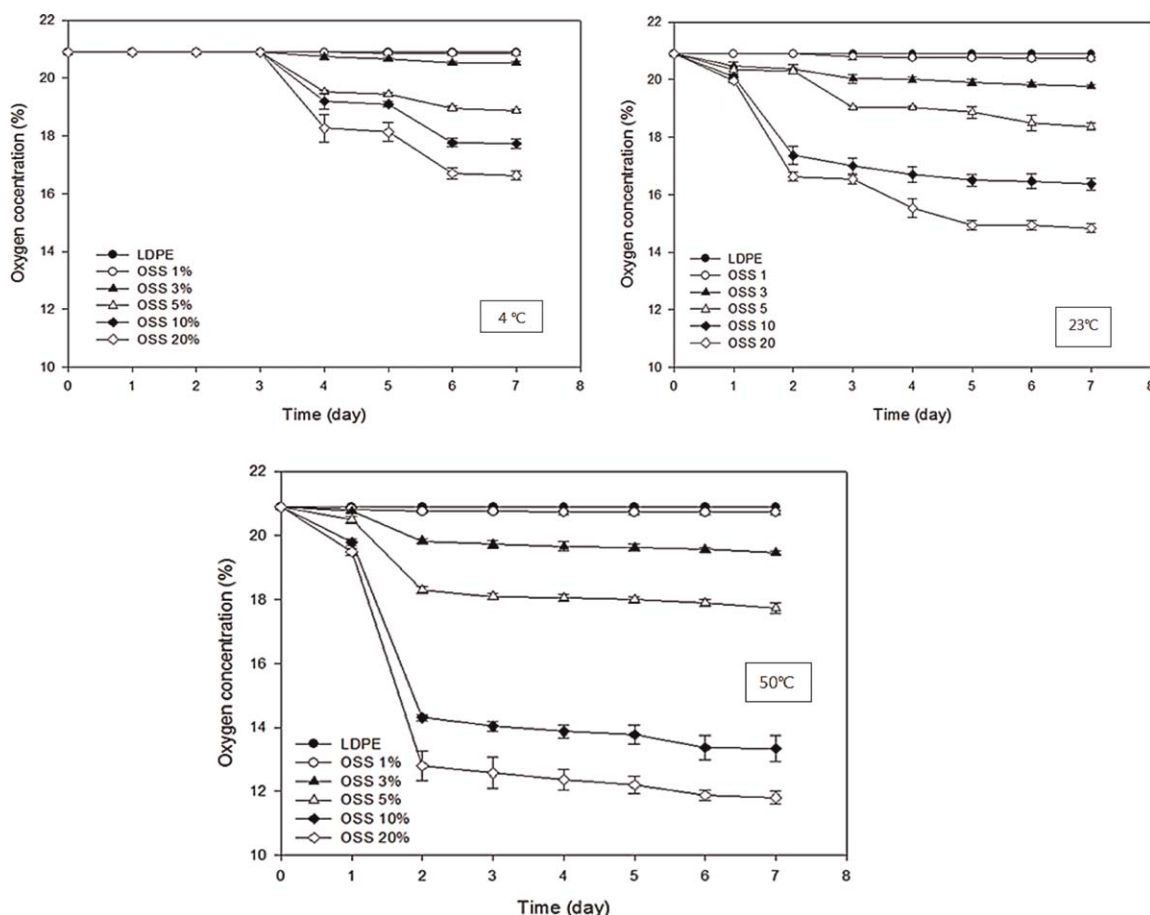 22
20
18
16
14
12
10
Oxygen cocentration (%)
LDPE
OSS 1%
OSS 3%
OSS 5%
OSS 10%
OSS 20%
4 ℃
0 1 2 3 4 5 6 7 8
Time (day)
22
20
18
16
14
12
10
Oxygen concentration (%)
LDPE
OSS 1
OSS 3
OSS 5
OSS 10
OSS 20
23℃
0 1 2 3 4 5 6 7 8
Time (day)
22
20
18
16
14
12
10
Oxygen concentration (%)
50℃
LDPE
OSS 1%
OSS 3%
OSS 5%
OSS 10%
OSS 20%
0 1 2 3 4 5 6 7 8
Time (day)